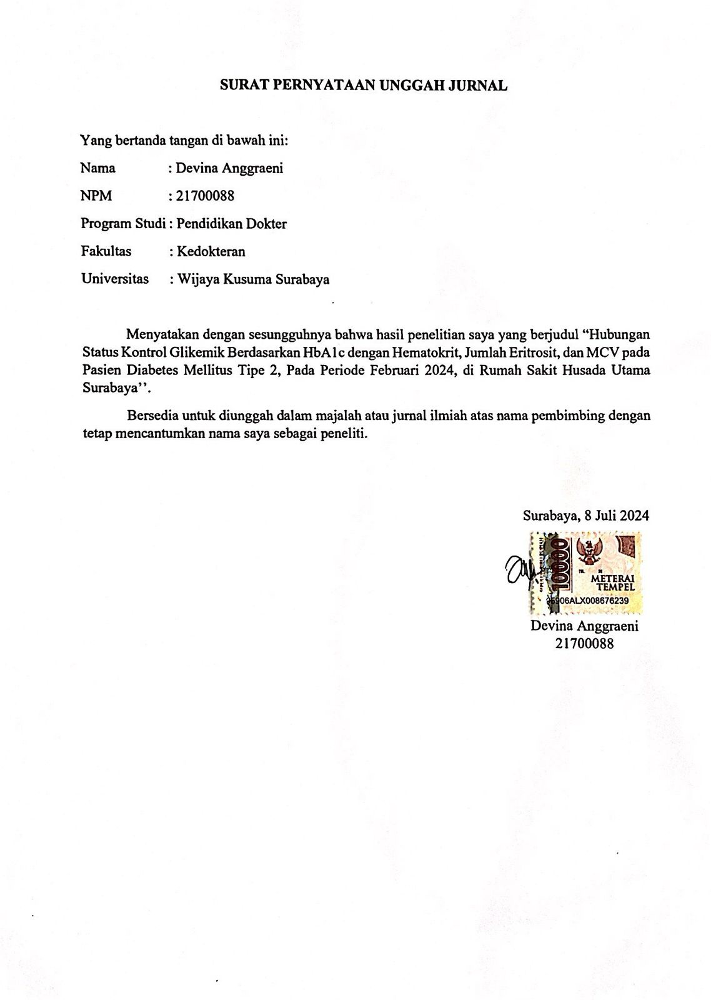 SURAT PERNYATAAN UNGGAH JURNAL
Yang bertanda tangan di bawah ini:
Nama : Devina Anggraeni
NPM : 21700088
Program Studi : Pendidikan Dokter
Fakultas : Kedokteran
Universitas : Wijaya Kusuma Surabaya
Menyatakan dengan sesungguhnya bahwa hasil penelitian saya yang berjudul “Hubungan
Status Kontrol Glikemik Berdasarkan HbA1c dengan Hematokrit, Jumlah Eritrosit, dan MCV pada
Pasien Diabetes Mellitus Tipe 2, Pada Periode Februari 2024, di Rumah Sakit Husada Utama
Surabaya’’.
Bersedia untuk diunggah dalam majalah atau jurnal ilmiah atas nama pembimbing dengan
tetap mencantumkan nama saya sebagai peneliti.
Surabaya, 8 Juli 2024
10000
METERAI
TEMPEL
06ALX008676239
Devina Anggraeni
21700088